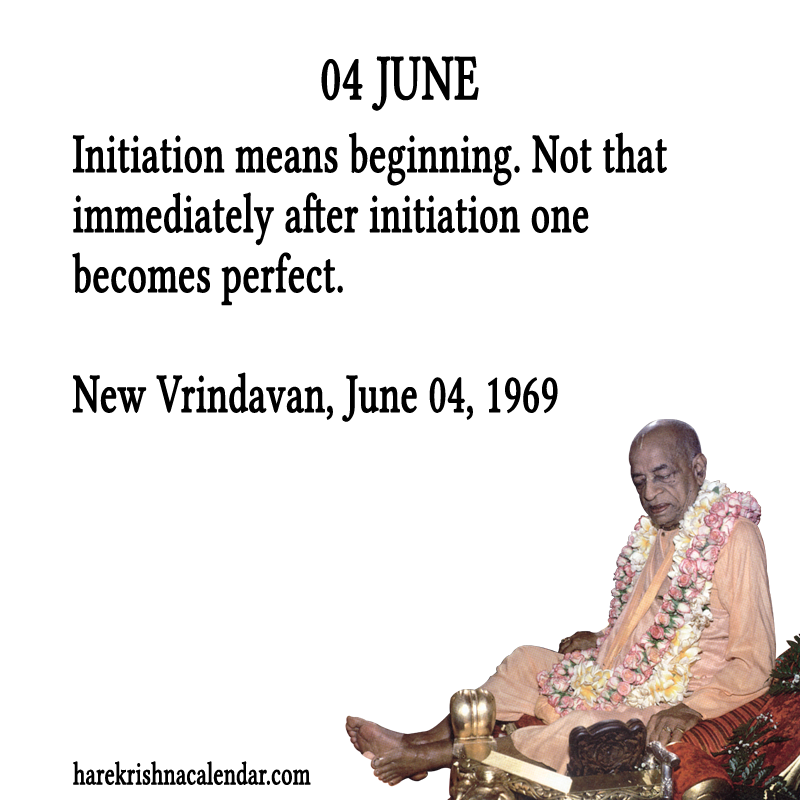 04 JUNE
Initiation means beginning. Not that
immediately after initiation one
becomes perfect.
New Vrindavan, June 04, 1969
harekrishnacalendar.com